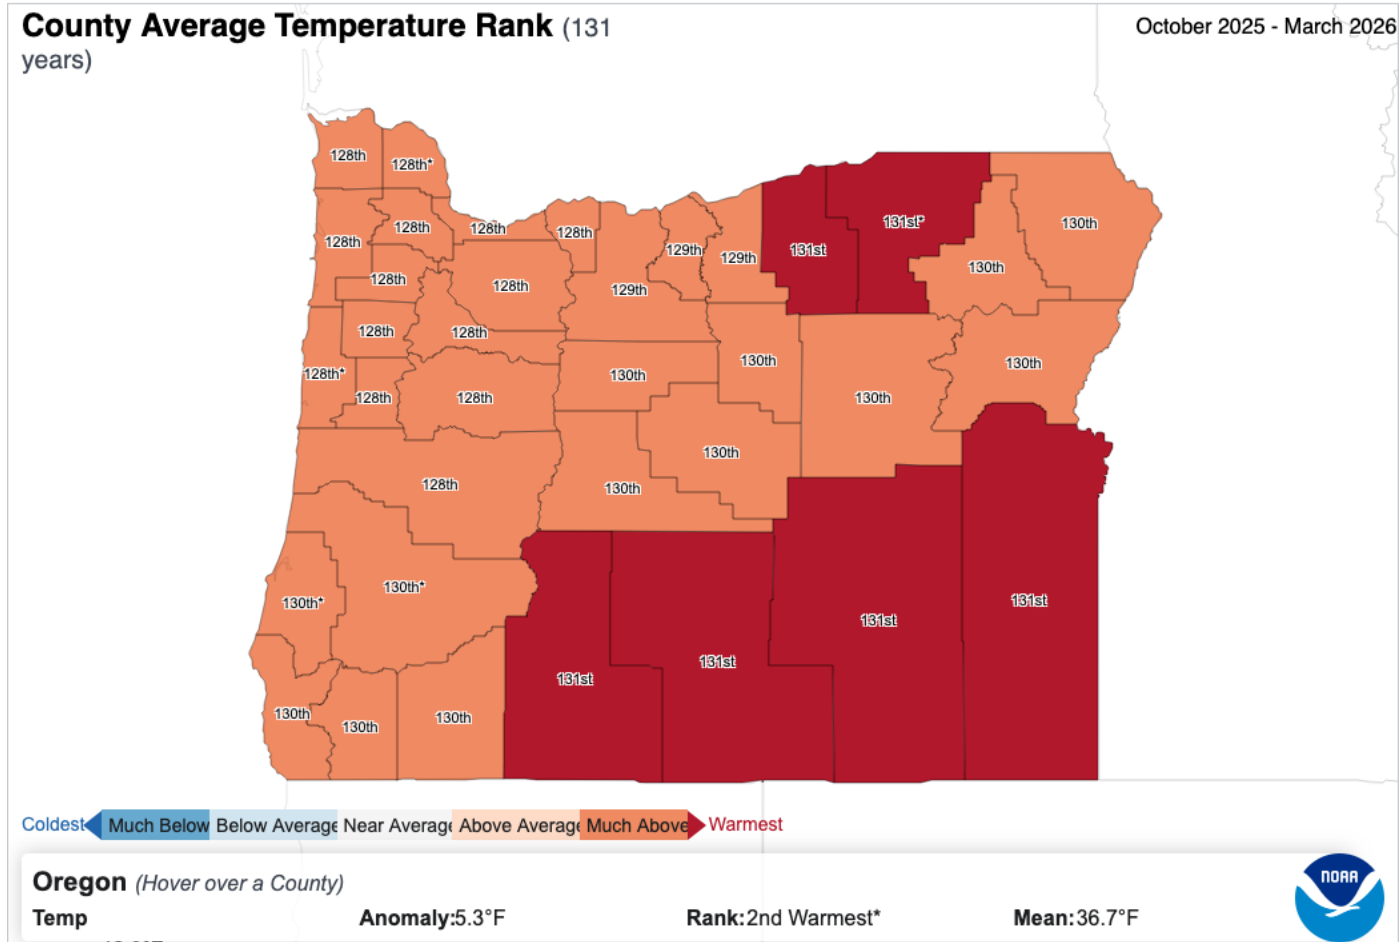 County Average Temperature Rank (131
years)
October 2025 - March 2026
128th
128th*
128th
128th
128th
128th
128th
128th
129th
129th
129th
131st
131st*
130th
130th
128th
128th
128th*
128th
128th
130th
130th
130th
130th
128th
130th
130th
130th*
130th*
131st
131st
131st
131st
130th
130th
130th
Coldest
Much Below
Below Average
Near Average
Above Average
Much Above
Warmest
Oregon (Hover over a County)
Temp
Anomaly:5.3°F
Rank:2nd Warmest*
Mean:36.7°F
NOAA